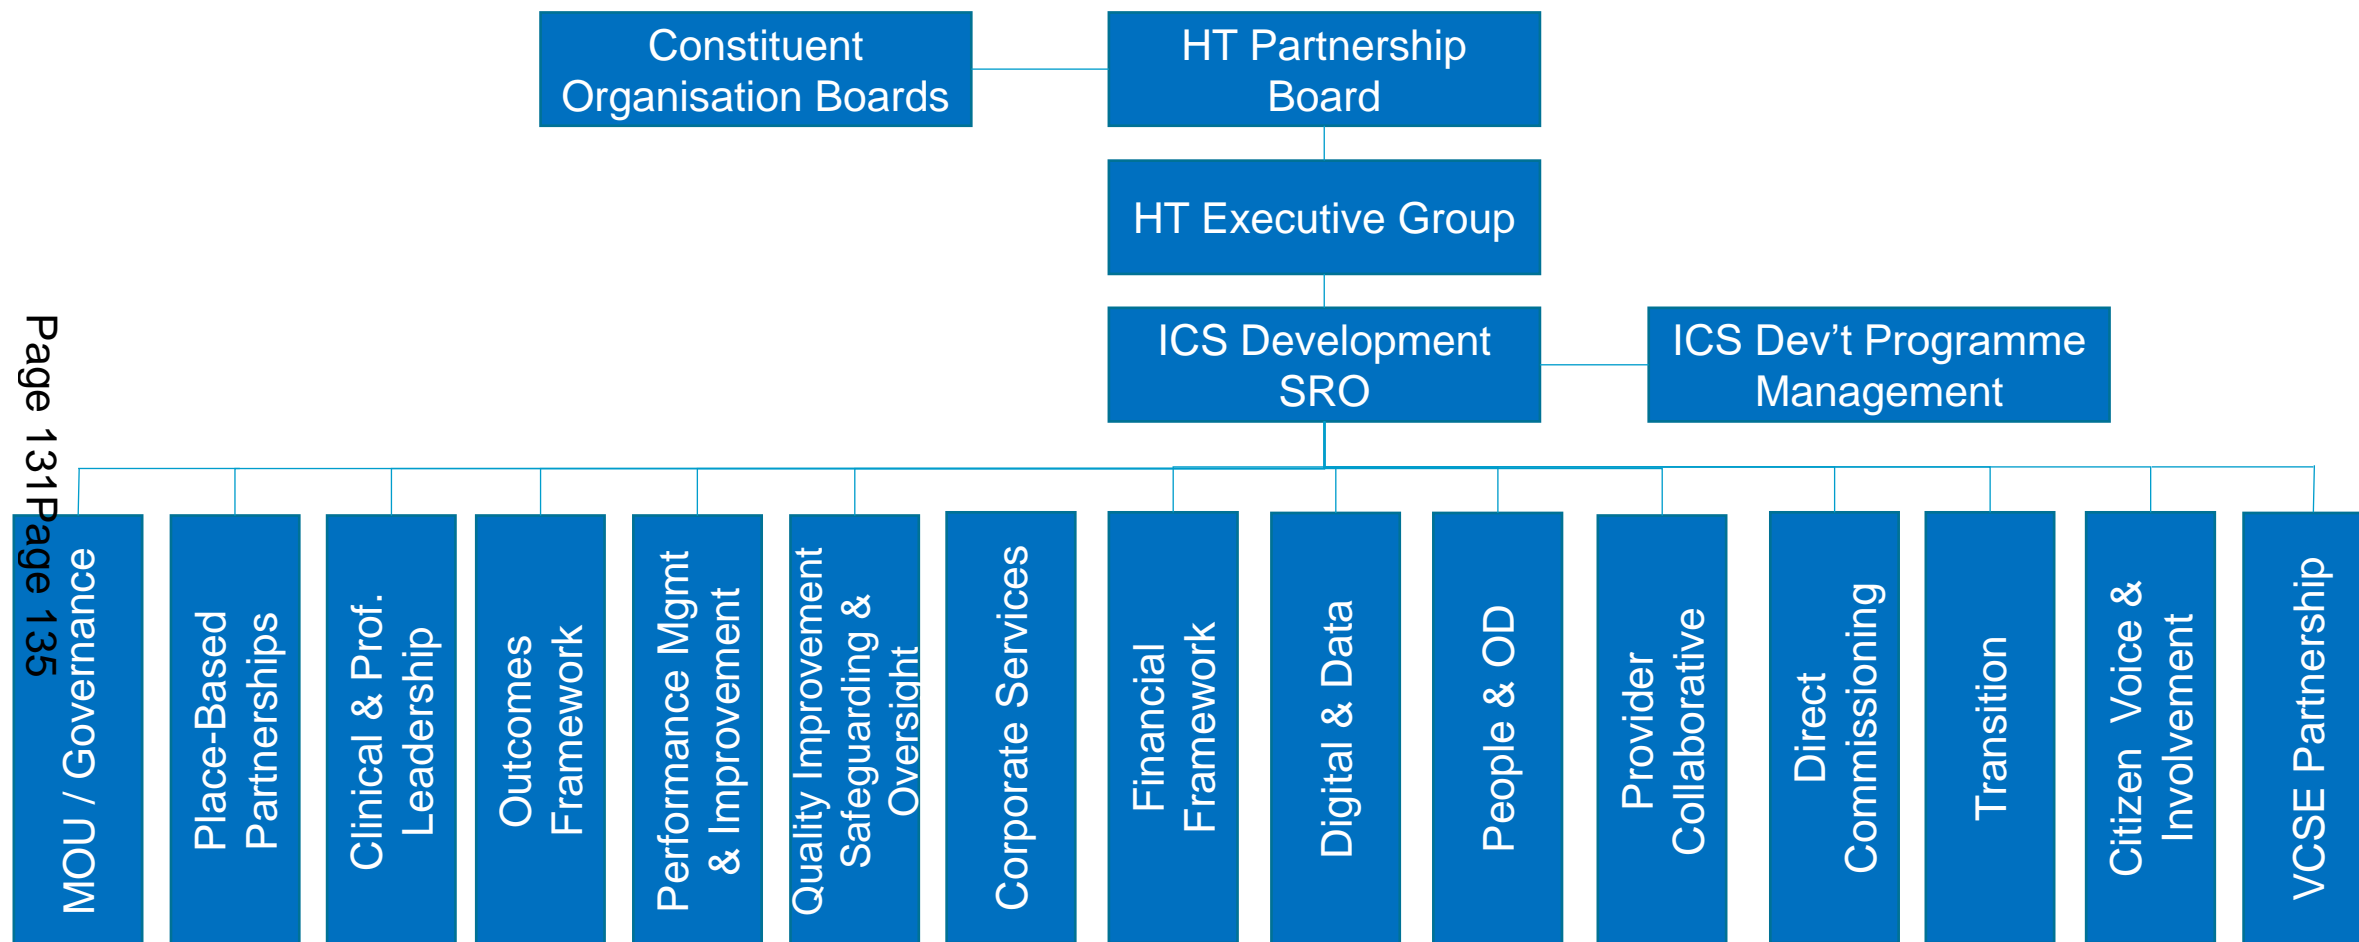 Constituent
Organisation Boards
HT Partnership
Board
HT Executive Group
ICS Development
SRO
ICS Dev't Programme
Management
Page 131Page 135
MOU / Governance
Place-Based
Partnerships
Clinical & Prof.
Leadership
Outcomes
Framework
Performance Mgmt
& Improvement
Quality Improvement
Safeguarding &
Oversight
Corporate Services
Financial
Framework
Digital & Data
People & OD
Provider
Collaborative
Direct
Commissioning
Transition
Citizen Voice &
Involvement
VCSE Partnership